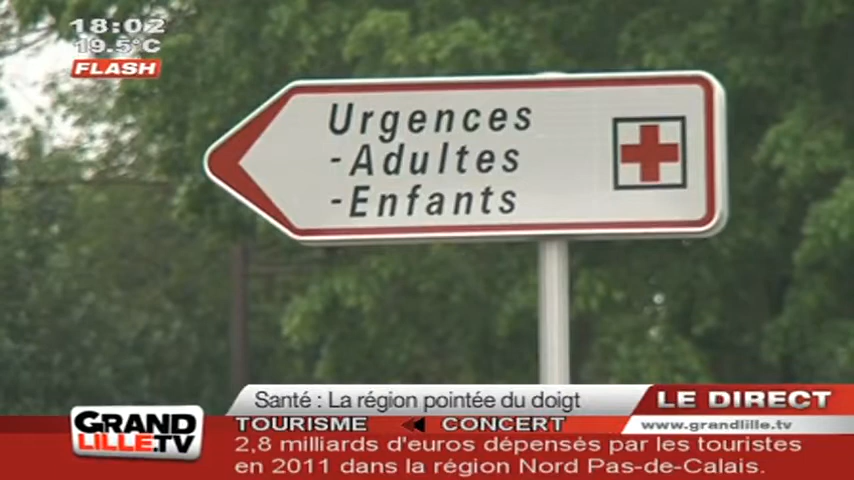 18:02
19.5°C
FLASH
Urgences
-Adultes
-Enfants
Santé : La région pointée du doigt
LE DIRECT
TOURISME ◄ CONCERT
www.grandlille.tv
GRAND
LILLE.TV
2,8 milliards d'euros dépensés par les touristes
en 2011 dans la région Nord Pas-de-Calais.